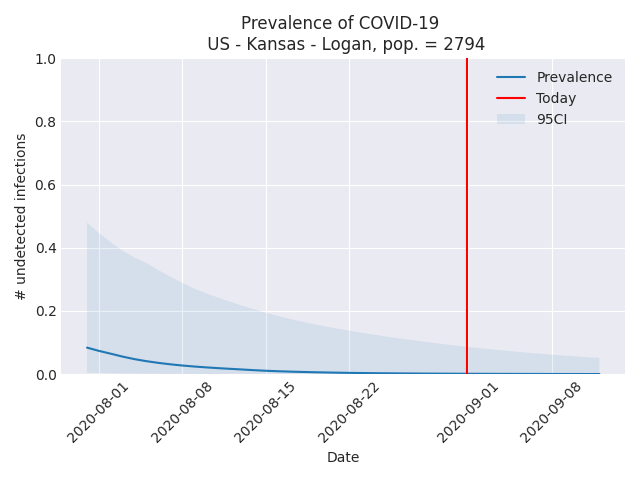 Prevalence of COVID-19
US - Kansas - Logan, pop. = 2794
1.0
0.8
0.6
0.4
0.2
0.0
# undetected infections
Prevalence
Today
95CI
2020-08-01
2020-08-08
2020-08-15
2020-08-22
2020-09-01
2020-09-08
Date